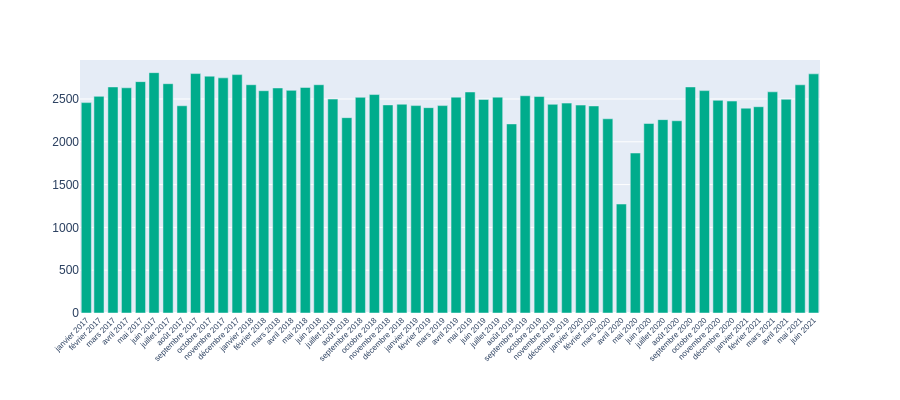 2500
2000
1500
1000
500
0
janvier 2017
février 2017
mars 2017
avril 2017
mai 2017
juin 2017
juillet 2017
août 2017
septembre 2017
octobre 2017
novembre 2017
décembre 2017
janvier 2018
février 2018
mars 2018
avril 2018
mai 2018
juin 2018
juillet 2018
août 2018
septembre 2018
octobre 2018
novembre 2018
décembre 2018
janvier 2019
février 2019
mars 2019
avril 2019
mai 2019
juin 2019
juillet 2019
août 2019
septembre 2019
octobre 2019
novembre 2019
décembre 2019
janvier 2020
février 2020
mars 2020
avril 2020
mai 2020
juin 2020
juillet 2020
août 2020
septembre 2020
octobre 2020
novembre 2020
décembre 2020
janvier 2021
février 2021
mars 2021
avril 2021
mai 2021
juin 2021